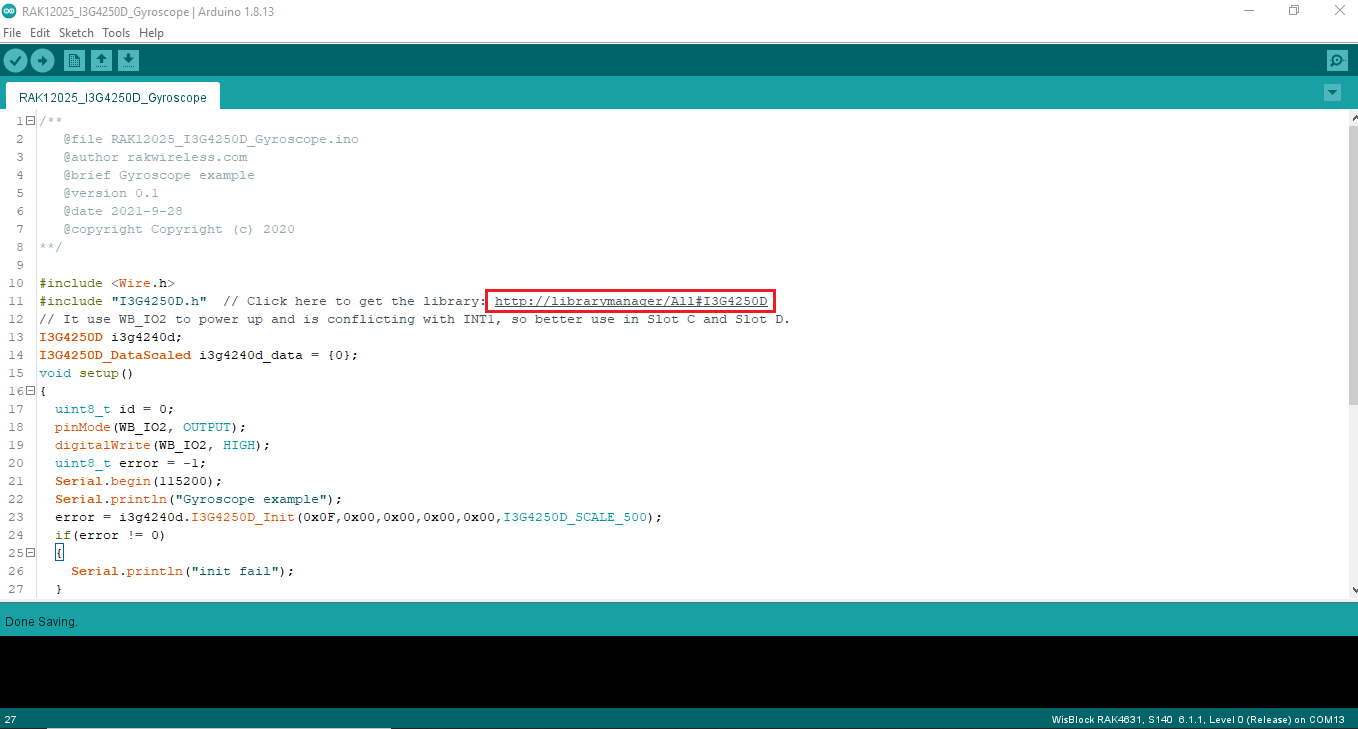 RAK12025_I3G4250D_Gyroscope | Arduino 1.8.13
File Edit Sketch Tools Help
RAK12025_I3G4250D_Gyroscope
1 /**
2 @file RAK12025_I3G4250D_Gyroscope.ino
3 @author rakwireless.com
4 @brief Gyroscope example
5 @version 0.1
6 @date 2021-9-28
7 @copyright Copyright (c) 2020
8 **/
9
10 #include <Wire.h>
11 #include "I3G4250D.h"  // Click here to get the library: http://librarymanager/All#I3G4250D
12 // It use WB_IO2 to power up and is conflicting with INT1, so better use in Slot C and Slot D.
13 I3G4250D i3g4240d;
14 I3G4250D_DataScaled i3g4240d_data = {0};
15 void setup()
16 {
17 uint8_t id = 0;
18 pinMode(WB_IO2, OUTPUT);
19 digitalWrite(WB_IO2, HIGH);
20 uint8_t error = -1;
21 Serial.begin(115200);
22 Serial.println("Gyroscope example");
23 error = i3g4240d.I3G4250D_Init(0x0F,0x00,0x00,0x00,0x00,I3G4250D_SCALE_500);
24 if(error != 0)
25 {
26 Serial.println("init fail");
27 }
Done Saving.
27 WisBlock RAK4631, S140 6.1.1, Level 0 (Release) on COM13